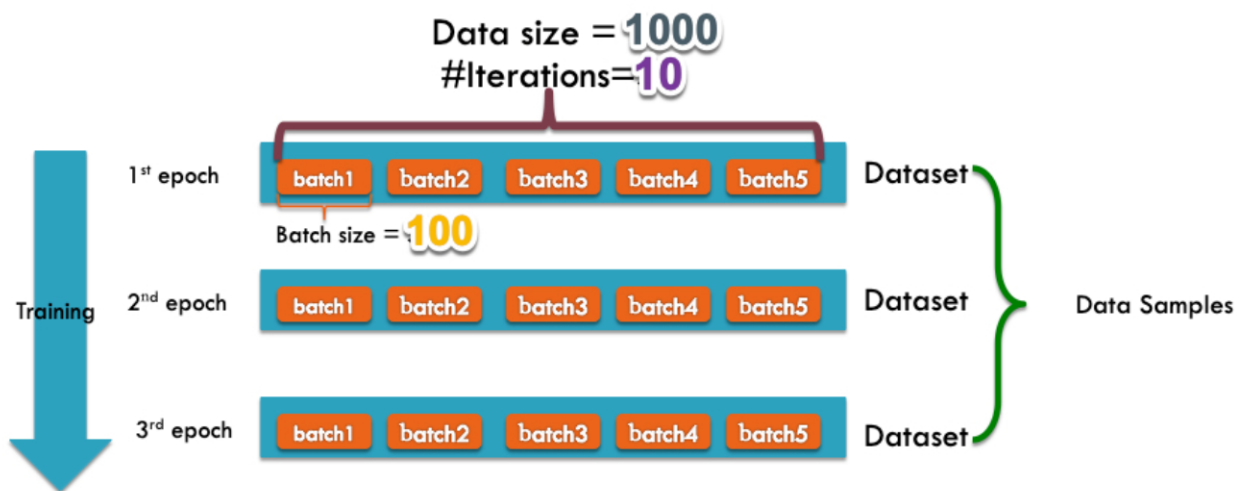 Data size = 1000
#Iterations=10
1st epoch batch1 batch2 batch3 batch4 batch5 Dataset
Batch size = 100
Training 2nd epoch batch1 batch2 batch3 batch4 batch5 Dataset Data Samples
3rd epoch batch1 batch2 batch3 batch4 batch5 Dataset